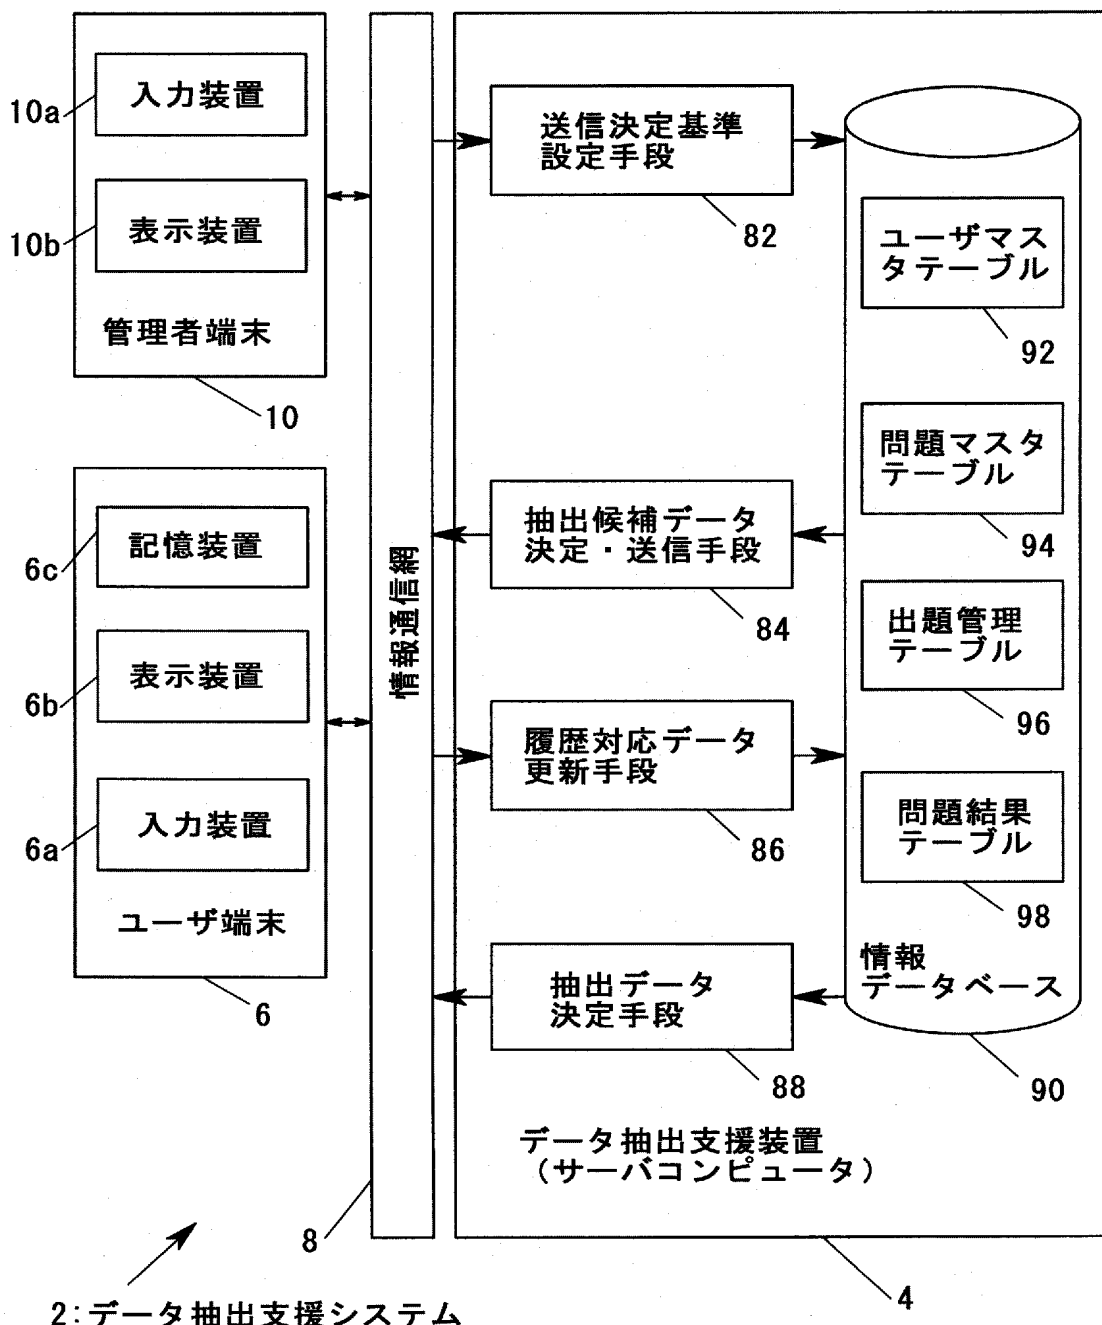 入力装置
10a
表示装置
10b
管理者端末
10
記憶装置
6c
表示装置
6b
入力装置
6a
ユーザ端末
6
情報通信網
8
送信決定基準
設定手段
82
抽出候補データ
決定・送信手段
84
履歴対応データ
更新手段
86
抽出データ
決定手段
88
ユーザマス
タテーブル
92
問題マスタ
テーブル
94
出題管理
テーブル
96
問題結果
テーブル
98
情報
データベース
90
データ抽出支援装置
（サーバコンピュータ）
4
2:データ抽出支援システム